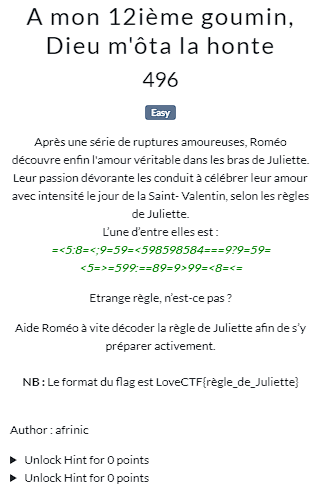 A mon 12ième goumin,
Dieu m'ôta la honte
496
Easy
Après une série de ruptures amoureuses, Roméo
découvre enfin l'amour véritable dans les bras de Juliette.
Leur passion dévorante les conduit à célébrer leur amour
avec intensité le jour de la Saint- Valentin, selon les règles
de Juliette.
L'une d'entre elles est :
=<5:8=<;9=59=<598598584===9?9=59=
<5=>=599:==89=9>99=<8=<=
Etrange règle, n'est-ce pas ?
Aide Roméo à vite décoder la règle de Juliette afin de s'y
préparer activement.
NB : Le format du flag est LoveCTF{règle_de_Juliette}
Author : afrinic
▶ Unlock Hint for 0 points
▶ Unlock Hint for 0 points